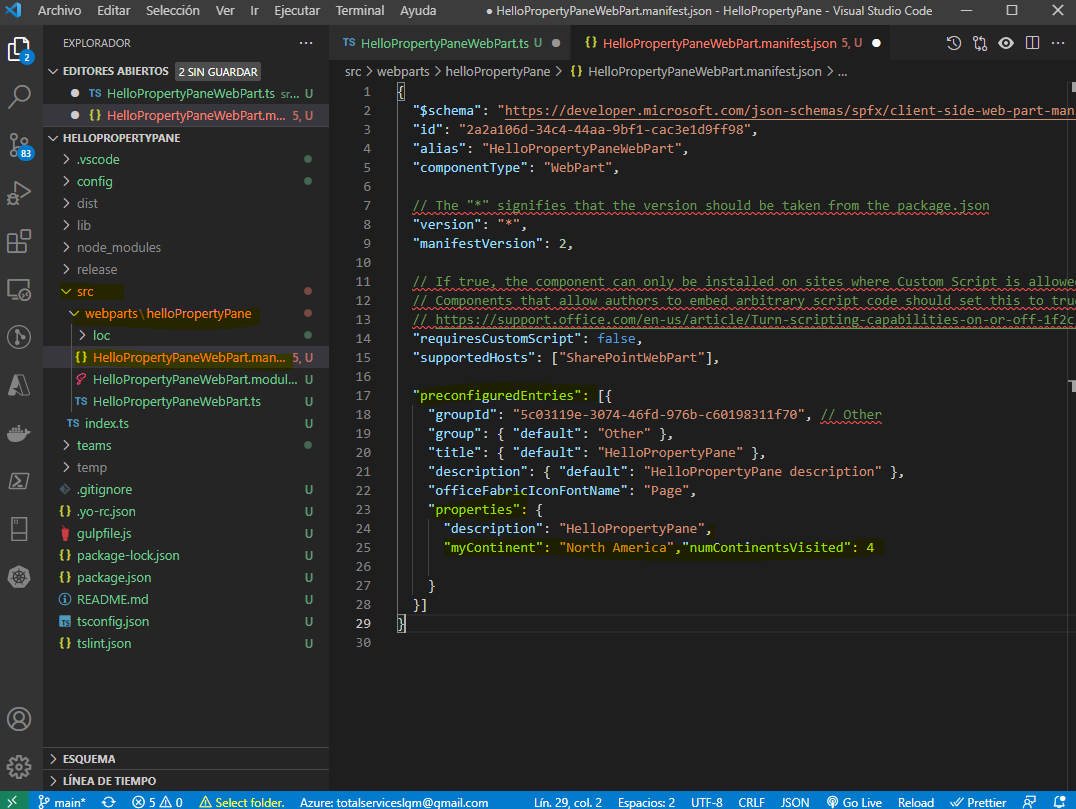 Archivo Editar Selección Ver Ir Ejecutar Terminal Ayuda ● HelloPropertyPaneWebPart.manifest.json - HelloPropertyPane - Visual Studio Code
EXPLORADOR ···
EDITORES ABIERTOS 2 SIN GUARDAR
● TS HelloPropertyPaneWebPart.ts sr... U
● {} HelloPropertyPaneWebPart.m... 5, U
HELLOPROPERTYPANE
.vscode
config
dist
lib
node_modules
release
src
webparts\helloPropertyPane
loc
{} HelloPropertyPaneWebPart.man... 5, U
HelloPropertyPaneWebPart.modul... U
TS HelloPropertyPaneWebPart.ts U
TS index.ts U
teams
temp
.gitignore U
{} .yo-rc.json U
gulpfile.js U
{} package-lock.json U
{} package.json U
README.md U
tsconfig.json U
{} tslint.json U
ESQUEMA
LÍNEA DE TIEMPO
2
83
TS HelloPropertyPaneWebPart.ts U ● {} HelloPropertyPaneWebPart.manifest.json 5, U ●
src > webparts > helloPropertyPane > {} HelloPropertyPaneWebPart.manifest.json > ...
1 {
2 "$schema": "https://developer.microsoft.com/json-schemas/spfx/client-side-web-part-man
3 "id": "2a2a106d-34c4-44aa-9bf1-cac3e1d9ff98",
4 "alias": "HelloPropertyPaneWebPart",
5 "componentType": "WebPart",
6
7 // The "*" signifies that the version should be taken from the package.json
8 "version": "*",
9 "manifestVersion": 2,
10
11 // If true, the component can only be installed on sites where Custom Script is allowe
12 // Components that allow authors to embed arbitrary script code should set this to tru
13 // https://support.office.com/en-us/article/Turn-scripting-capabilities-on-or-off-1f2c
14 "requiresCustomScript": false,
15 "supportedHosts": ["SharePointWebPart"],
16
17 "preconfiguredEntries": [{
18 "groupId": "5c03119e-3074-46fd-976b-c60198311f70", // Other
19 "group": { "default": "Other" },
20 "title": { "default": "HelloPropertyPane" },
21 "description": { "default": "HelloPropertyPane description" },
22 "officeFabricIconFontName": "Page",
23 "properties": {
24 "description": "HelloPropertyPane",
25 "myContinent": "North America","numContinentsVisited": 4
26
27 }
28 }]
29 }
30
main* 5 0 Select folder. Azure: totalserviceslqm@gmail.com Lín. 29, col. 2 Espacios: 2 UTF-8 CRLF JSON Go Live Reload Prettier